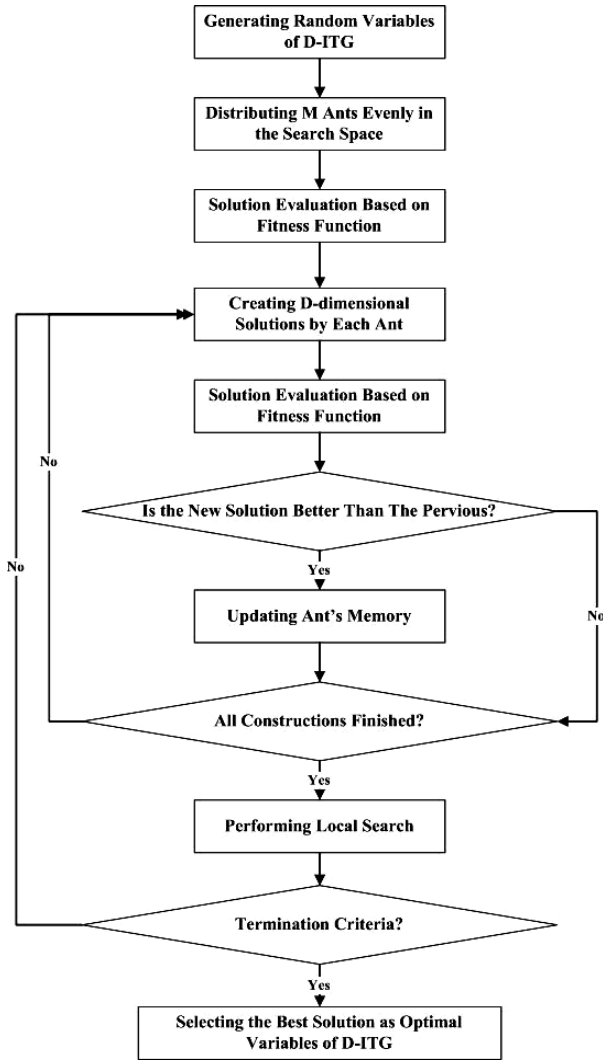 Generating Random Variables
of D-ITG
Distributing M Ants Evenly in
the Search Space
Solution Evaluation Based on
Fitness Function
Creating D-dimensional
Solutions by Each Ant
Solution Evaluation Based on
Fitness Function
No
Is the New Solution Better Than The Pervious?
No
Yes
Updating Ant's Memory
No
All Constructions Finished?
Yes
Performing Local Search
Termination Criteria?
Yes
Selecting the Best Solution as Optimal
Variables of D-ITG